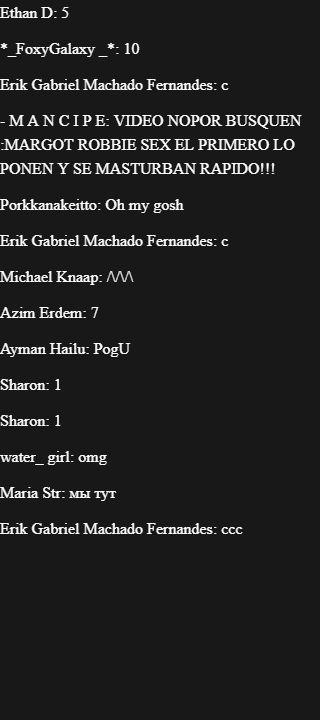 Ethan D: 5
*_FoxyGalaxy _*: 10
Erik Gabriel Machado Fernandes: c
- M A N C I P E: VIDEO NOPOR BUSQUEN
:MARGOT ROBBIE SEX EL PRIMERO LO
PONEN Y SE MASTURBAN RAPIDO!!!
Porkkanakeitto: Oh my gosh
Erik Gabriel Machado Fernandes: c
Michael Knaap: /\/\/\
Azim Erdem: 7
Ayman Hailu: PogU
Sharon: 1
Sharon: 1
water_ girl: omg
Maria Str: мы тут
Erik Gabriel Machado Fernandes: ccc